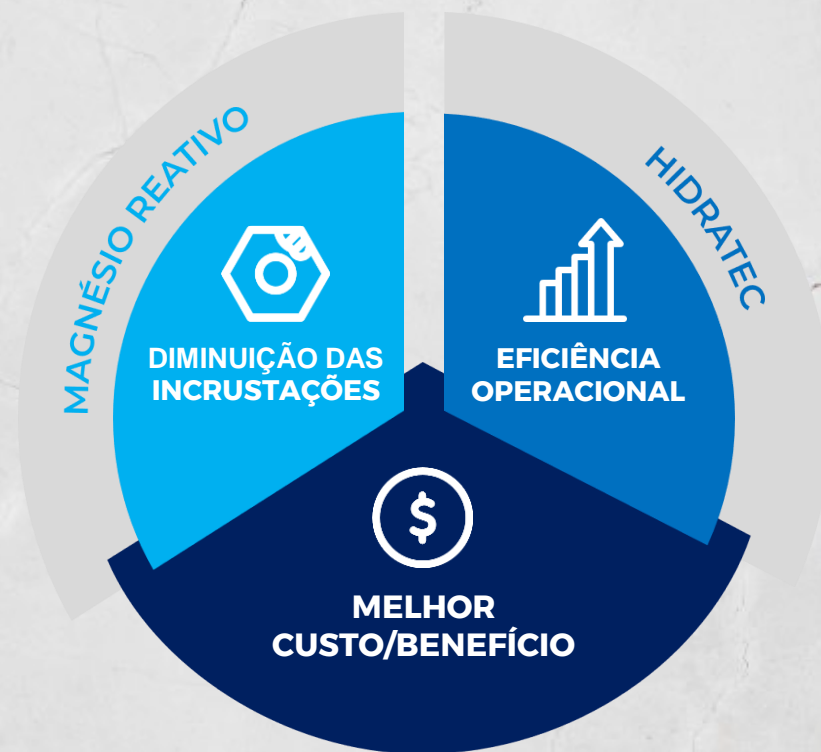 MAGNÉSIO REATIVO
HIDRATEC
DIMINUIÇÃO DAS
INCRUSTAÇÕES
EFICIÊNCIA
OPERACIONAL
$
MELHOR
CUSTO/BENEFÍCIO